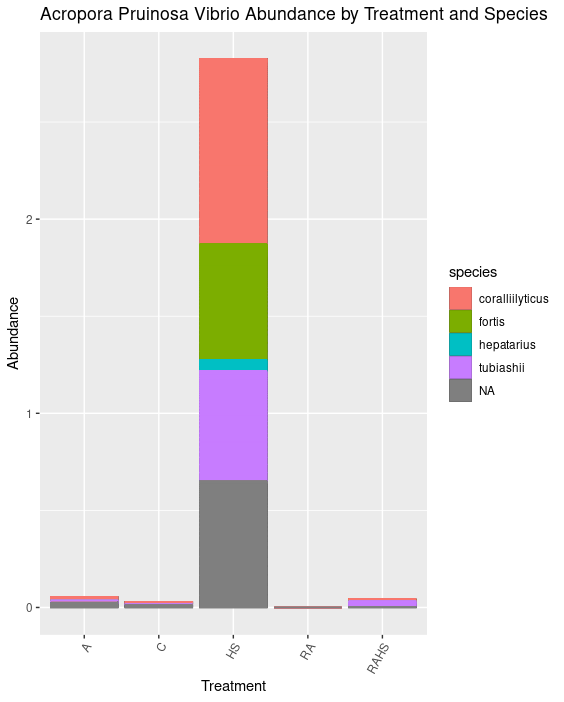 Acropora Pruinosa Vibrio Abundance by Treatment and Species
Abundance
2
1
0
A
C
HS
RA
RAHS
Treatment
species
coralliilyticus
fortis
hepatarius
tubiashii
NA